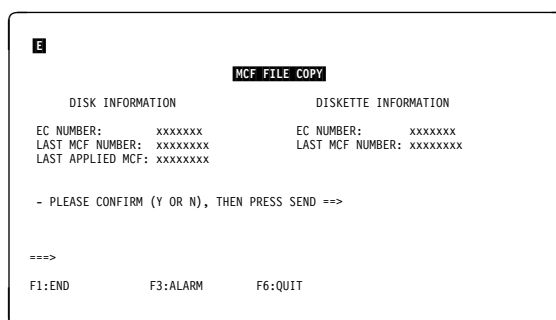 E
MCF FILE COPY
DISK INFORMATION DISKETTE INFORMATION
EC NUMBER: xxxxxxx EC NUMBER: xxxxxxx
LAST MCF NUMBER: xxxxxxxx LAST MCF NUMBER: xxxxxxxx
LAST APPLIED MCF: xxxxxxxx
- PLEASE CONFIRM (Y OR N), THEN PRESS SEND ==>
===>
F1:END F3:ALARM F6:QUIT